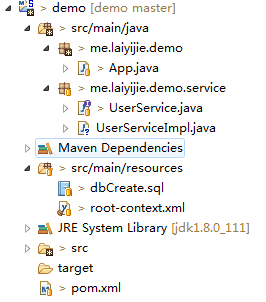 > demo [demo master]
> src/main/java
> me.laiyijie.demo
> App.java
> me.laiyijie.demo.service
> UserService.java
> UserServiceImpl.java
Maven Dependencies
> src/main/resources
> dbCreate.sql
> root-context.xml
JRE System Library [jdk1.8.0_111]
> src
target
> pom.xml